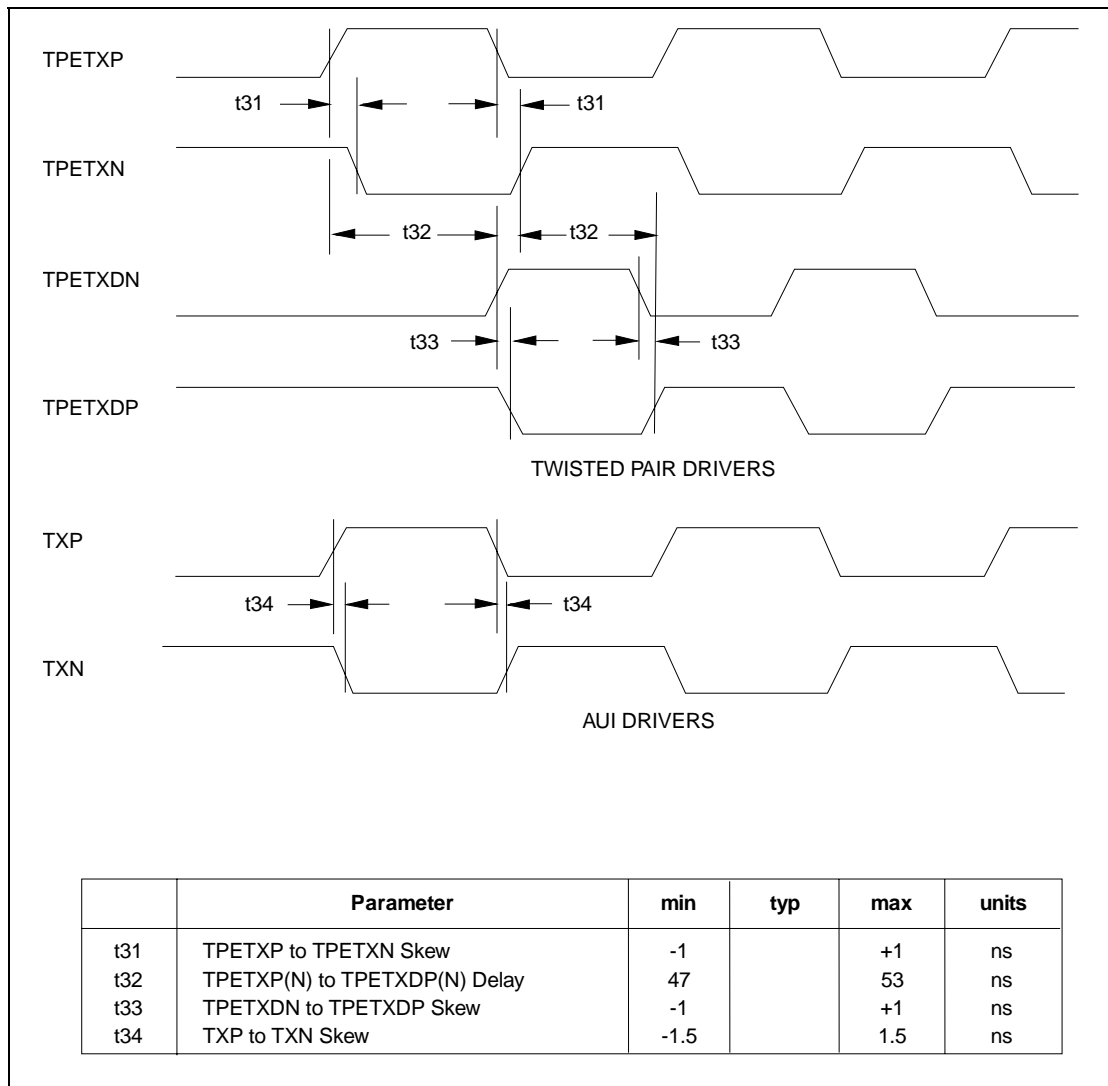 TPETXP
t31 t31
TPETXN
t32 t32
TPETXDN
t33 t33
TPETXDP
TWISTED PAIR DRIVERS
TXP
t34 t34
TXN
AUI DRIVERS
Parameter min typ max units
t31 TPETXP to TPETXN Skew -1 +1 ns
t32 TPETXP(N) to TPETXDP(N) Delay 47 53 ns
t33 TPETXDN to TPETXDP Skew -1 +1 ns
t34 TXP to TXN Skew -1.5 1.5 ns